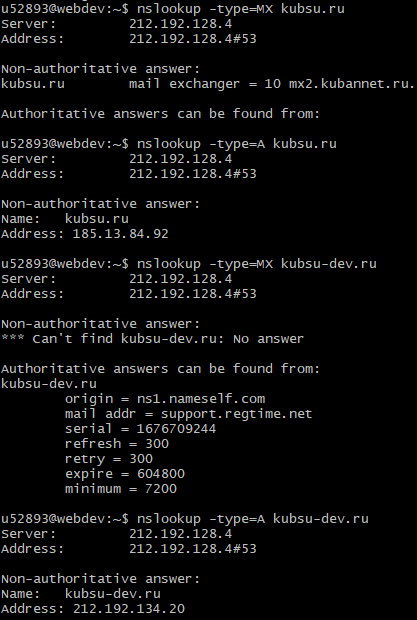 u52893@webdev:~$ nslookup -type=MX kubsu.ru
Server:         212.192.128.4
Address:        212.192.128.4#53

Non-authoritative answer:
kubsu.ru        mail exchanger = 10 mx2.kubannet.ru.

Authoritative answers can be found from:

u52893@webdev:~$ nslookup -type=A kubsu.ru
Server:         212.192.128.4
Address:        212.192.128.4#53

Non-authoritative answer:
Name:   kubsu.ru
Address: 185.13.84.92

u52893@webdev:~$ nslookup -type=MX kubsu-dev.ru
Server:         212.192.128.4
Address:        212.192.128.4#53

Non-authoritative answer:
*** Can't find kubsu-dev.ru: No answer

Authoritative answers can be found from:
kubsu-dev.ru
        origin = ns1.nameself.com
        mail addr = support.regtime.net
        serial = 1676709244
        refresh = 300
        retry = 300
        expire = 604800
        minimum = 7200

u52893@webdev:~$ nslookup -type=A kubsu-dev.ru
Server:         212.192.128.4
Address:        212.192.128.4#53

Non-authoritative answer:
Name:   kubsu-dev.ru
Address: 212.192.134.20